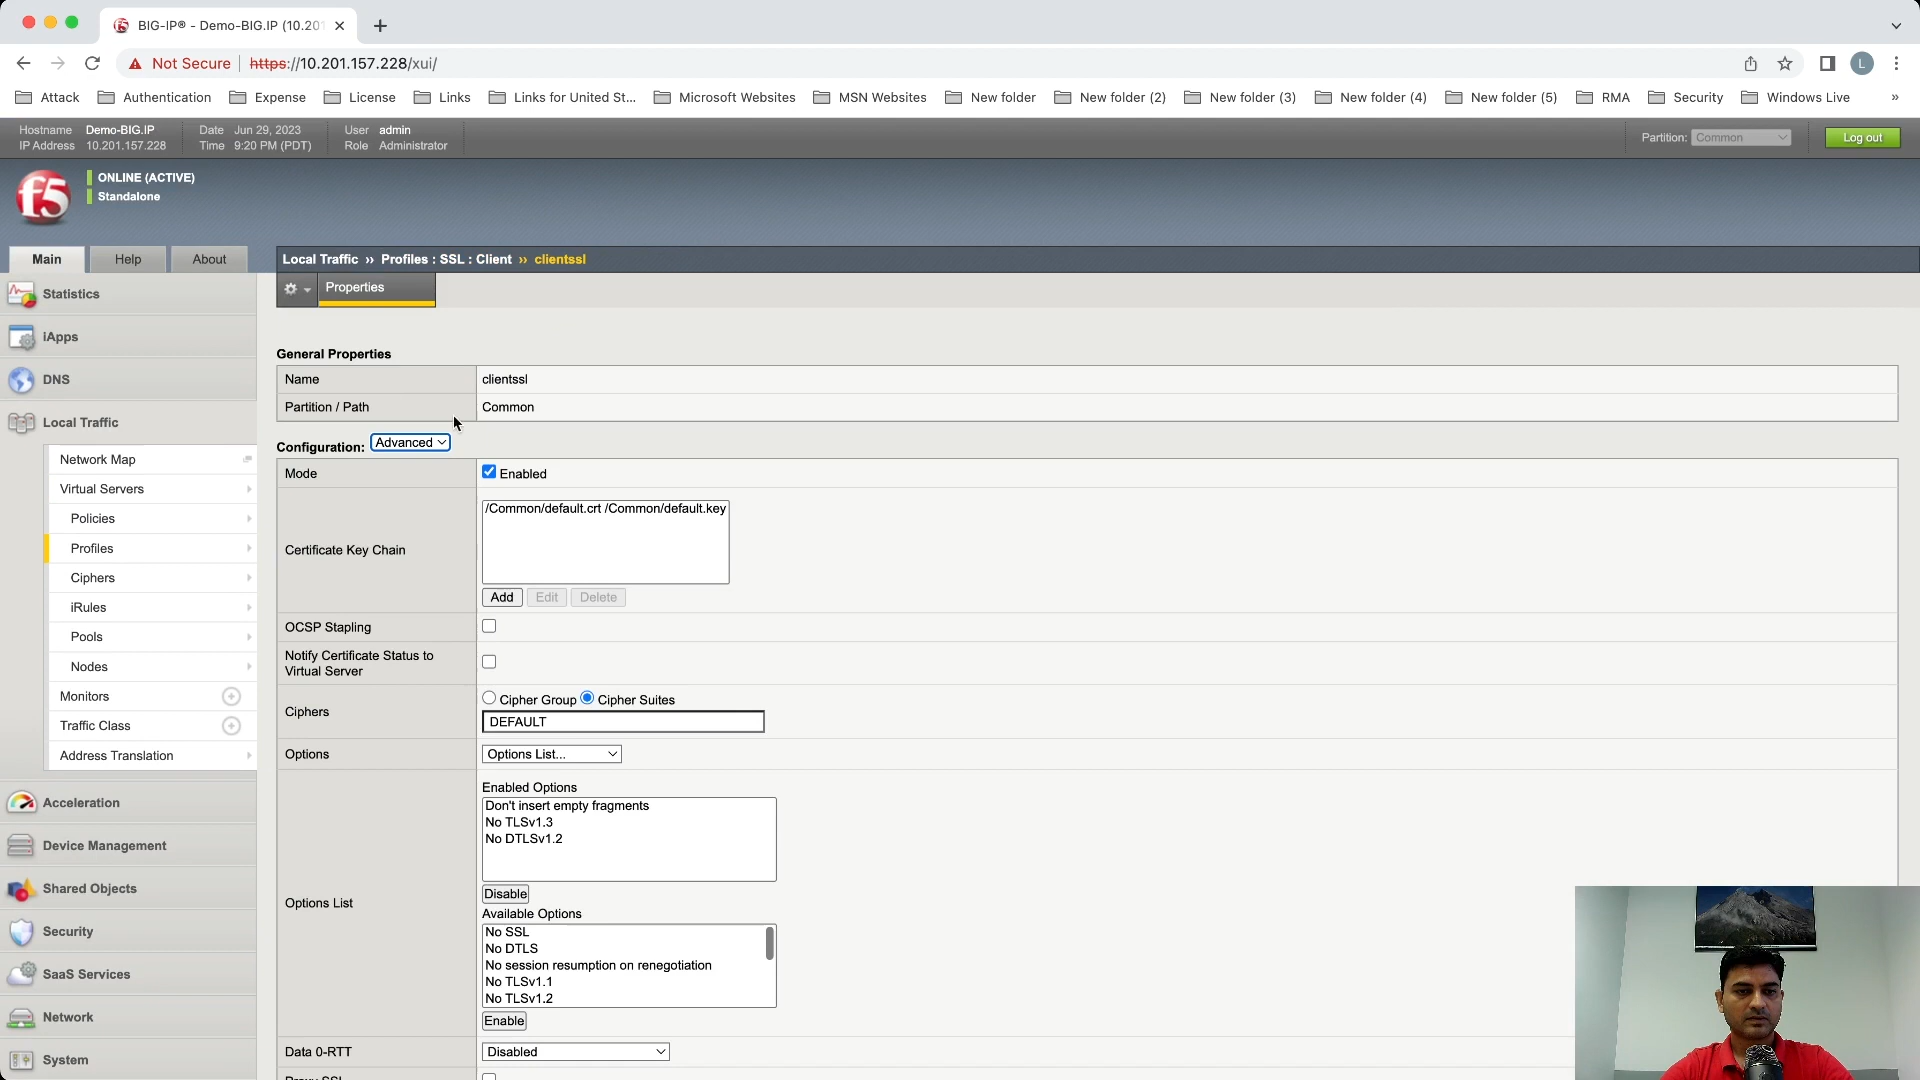 BIG-IP® - Demo-BIG.IP (10.201
Not Secure
https://10.201.157.228/xui/
Attack
Authentication
Expense
License
Links
Links for United St...
Microsoft Websites
MSN Websites
New folder
New folder (2)
New folder (3)
New folder (4)
New folder (5)
RMA
Security
Windows Live
»
L
Hostname Demo-BIG.IP
IP Address 10.201.157.228
Date Jun 29, 2023
Time 9:20 PM (PDT)
User admin
Role Administrator
Partition: Common
Log out
f5
ONLINE (ACTIVE)
Standalone
Main
Help
About
Local Traffic ›› Profiles : SSL : Client ›› clientssl
Properties
Statistics
iApps
DNS
Local Traffic
Network Map
Virtual Servers
Policies
Profiles
Ciphers
iRules
Pools
Nodes
Monitors
Traffic Class
Address Translation
Acceleration
Device Management
Shared Objects
Security
SaaS Services
Network
System
General Properties
Name clientssl
Partition / Path Common
Configuration: Advanced
Mode Enabled
Certificate Key Chain
/Common/default.crt /Common/default.key
Add Edit Delete
OCSP Stapling
Notify Certificate Status to
Virtual Server
Ciphers
Cipher Group Cipher Suites
DEFAULT
Options Options List...
Options List
Enabled Options
Don't insert empty fragments
No TLSv1.3
No DTLSv1.2
Disable
Available Options
No SSL
No DTLS
No session resumption on renegotiation
No TLSv1.1
No TLSv1.2
Enable
Data 0-RTT Disabled
Proxy SSL